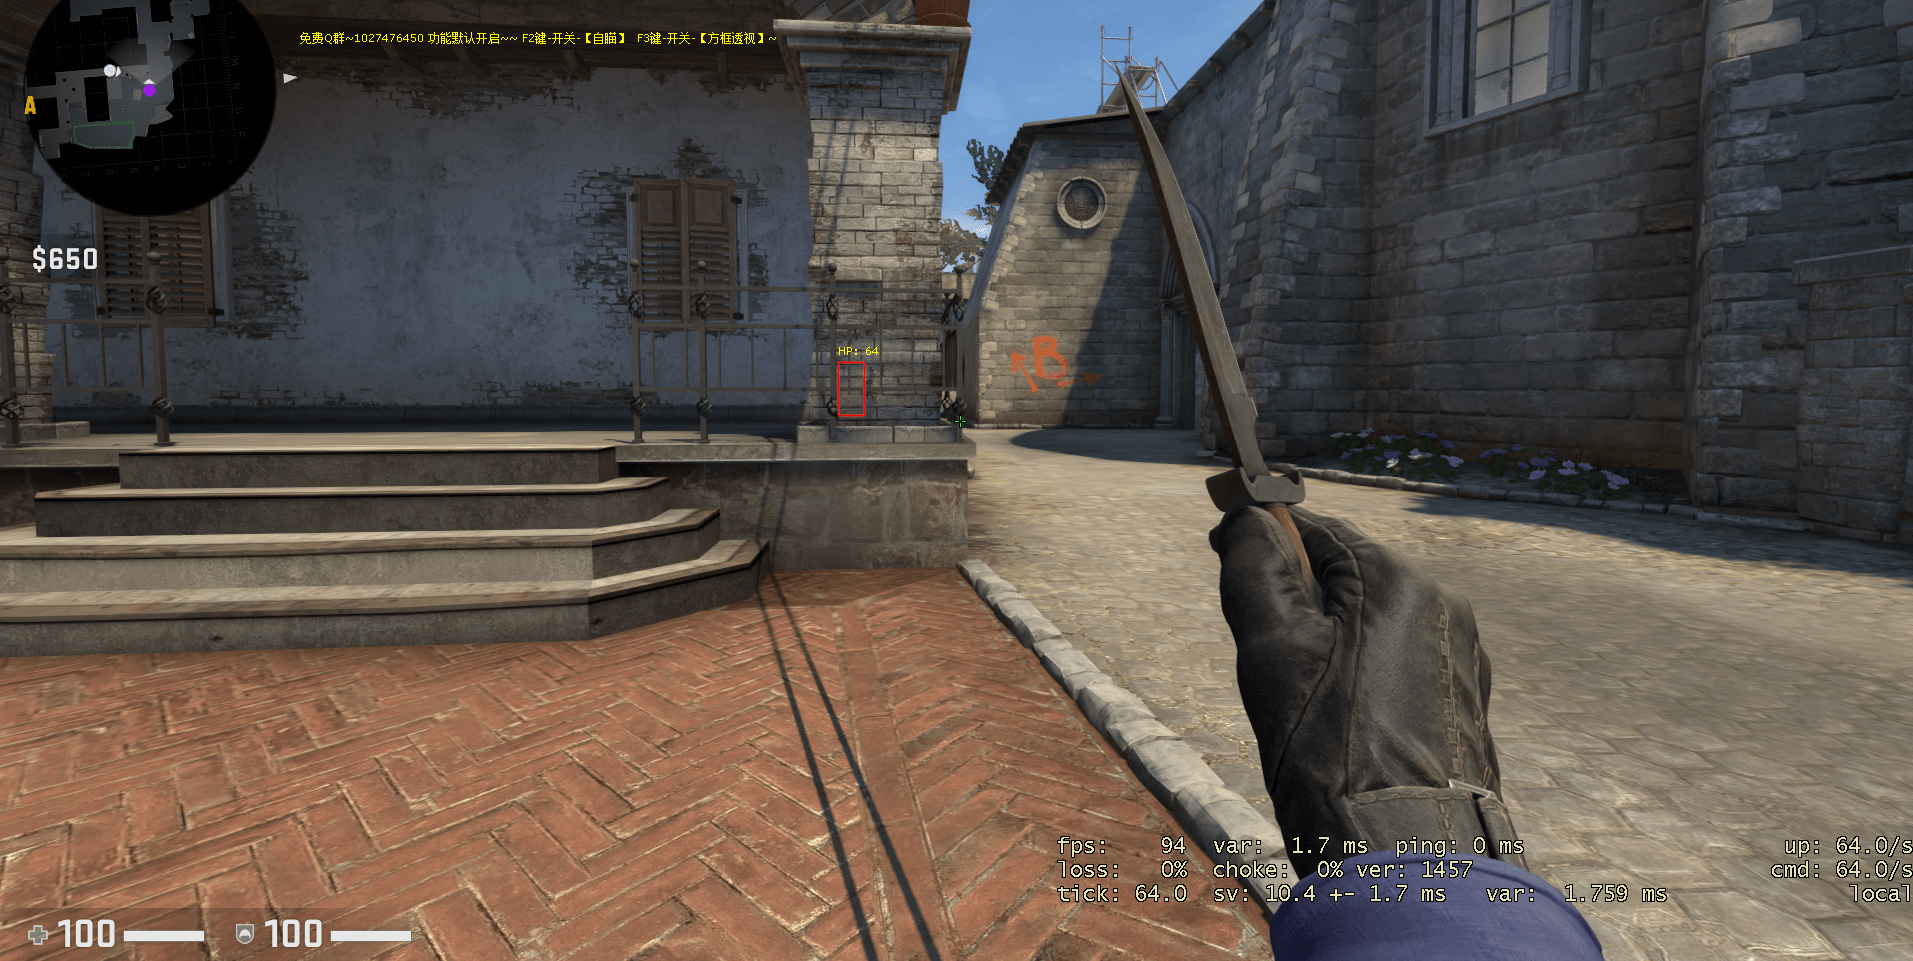 免费Q群~1027476450 功能默认开启~~ F2键-开关-【自瞄】 F3键-开关-【方框透视】~
A
$650
HP: 64
B
fps: 94 var: 1.7 ms ping: 0 ms up: 64.0/s
loss: 0% choke: 0% ver: 1457 cmd: 64.0/s
tick: 64.0 sv: 10.4 +- 1.7 ms var: 1.759 ms local
100 100